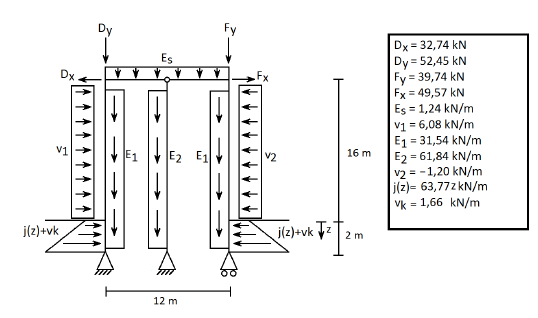 Dy
Fy
Es
Dx
Fx
v1
E1
E2
E1
v2
16 m
j(z)+vk
j(z)+vk
z
2 m
12 m
Dx = 32,74 kN
Dy = 52,45 kN
Fy = 39,74 kN
Fx = 49,57 kN
Es = 1,24 kN/m
v1 = 6,08 kN/m
E1 = 31,54 kN/m
E2 = 61,84 kN/m
v2 = −1,20 kN/m
j(z)= 63,77z kN/m
vk = 1,66 kN/m